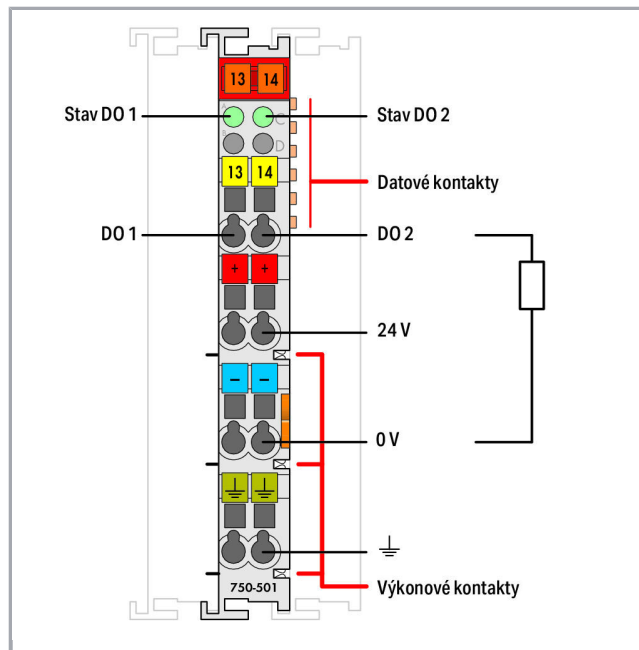 13 14
A C
B D
Stav DO 1
Stav DO 2
13 14
Datové kontakty
DO 1
DO 2
+ +
24 V
– –
0 V
Výkonové kontakty
750-501